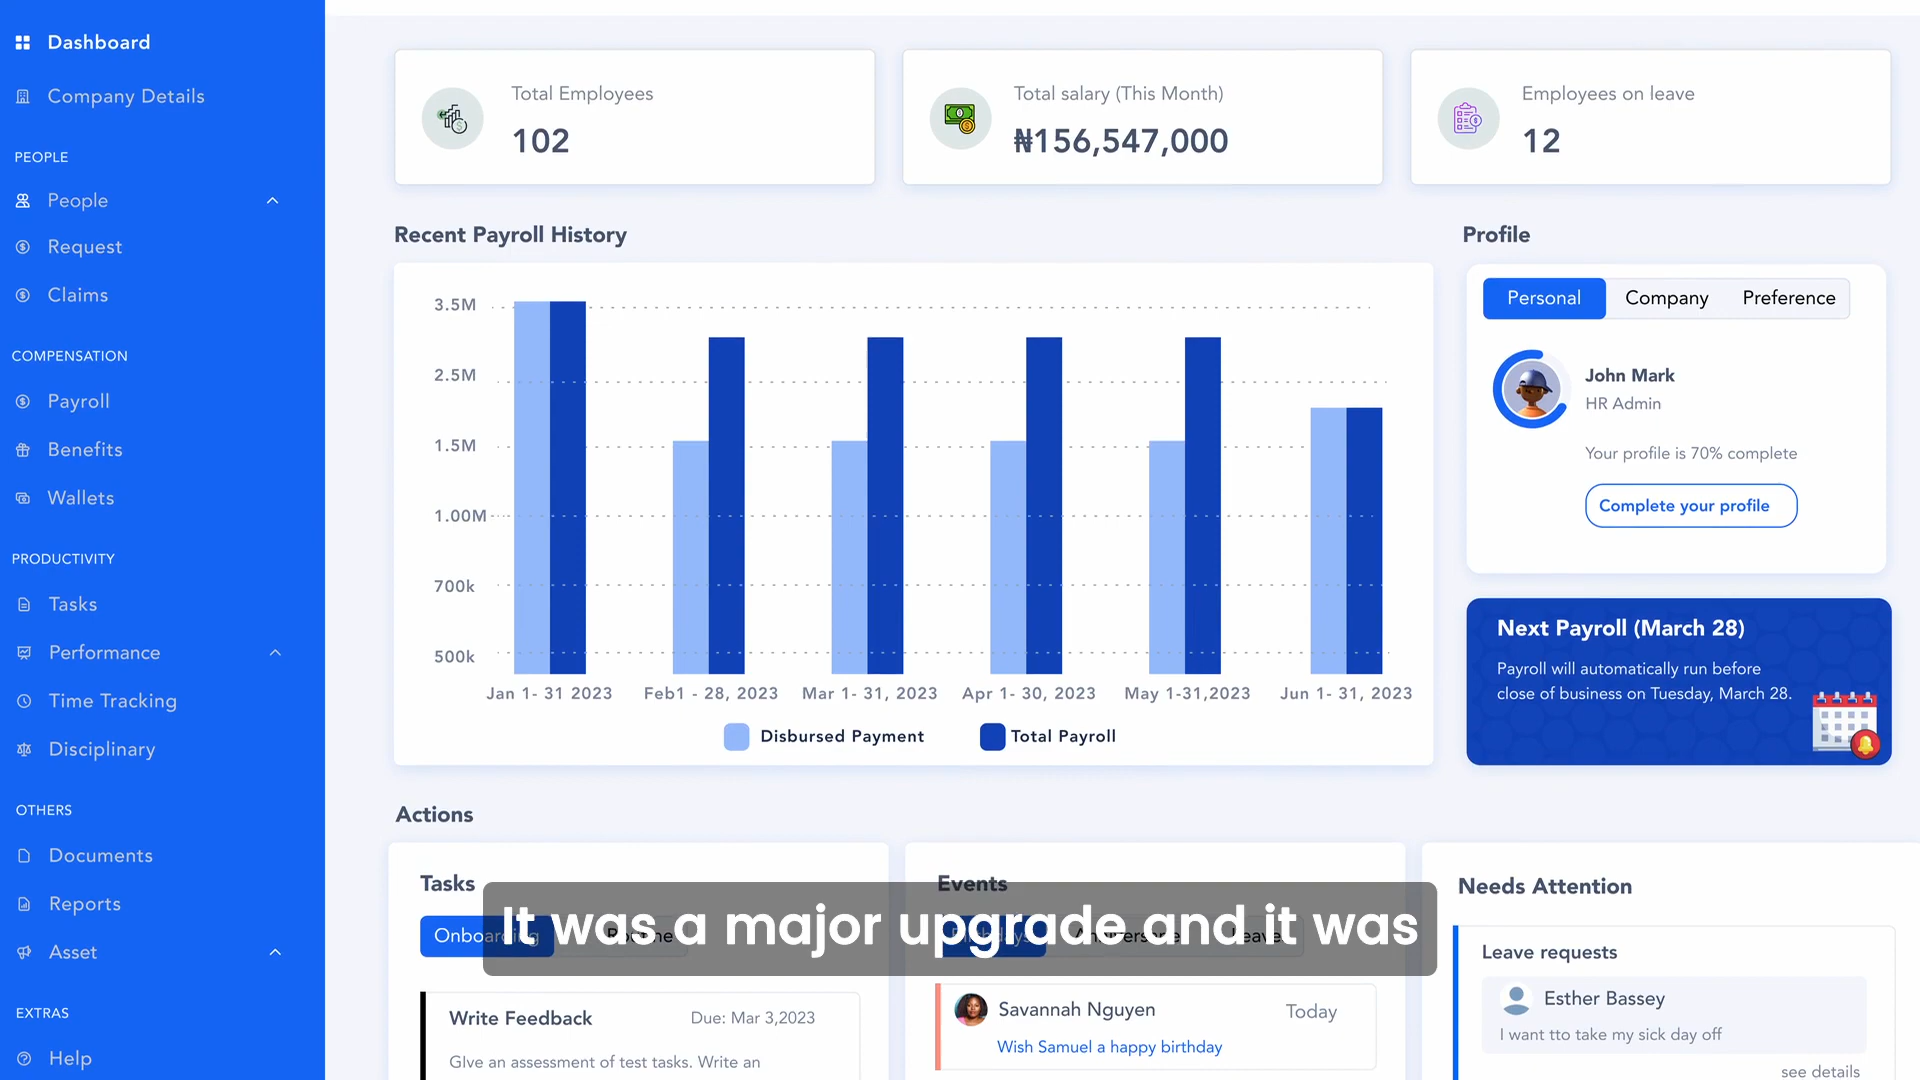 Dashboard
Company Details
PEOPLE
People
Request
Claims
COMPENSATION
Payroll
Benefits
Wallets
PRODUCTIVITY
Tasks
Performance
Time Tracking
Disciplinary
OTHERS
Documents
Reports
Asset
EXTRAS
Help
Total Employees
102
Total salary (This Month)
₦156,547,000
Employees on leave
12
Recent Payroll History
3.5M
2.5M
1.5M
1.00M
700k
500k
Jan 1- 31 2023
Feb1 - 28, 2023
Mar 1- 31, 2023
Apr 1- 30, 2023
May 1-31,2023
Jun 1- 31, 2023
Disbursed Payment
Total Payroll
Profile
Personal
Company
Preference
John Mark
HR Admin
Your profile is 70% complete
Complete your profile
Next Payroll (March 28)
Payroll will automatically run before
close of business on Tuesday, March 28.
Actions
Tasks
Onboarding
Write Feedback
Due: Mar 3,2023
GIve an assessment of test tasks. Write an
Events
Savannah Nguyen
Today
Wish Samuel a happy birthday
Needs Attention
Leave requests
Esther Bassey
I want tto take my sick day off
see details
It was a major upgrade and it was